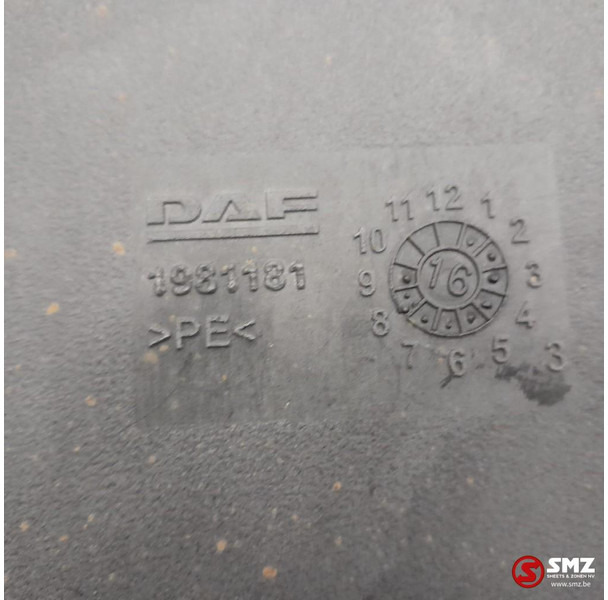 DAF
1981181
>PE<
11 12 1
10 2
9 16 3
8 4
7 6 5 3
SMZ
SMEETS & ZONEN NV
www.smz.be